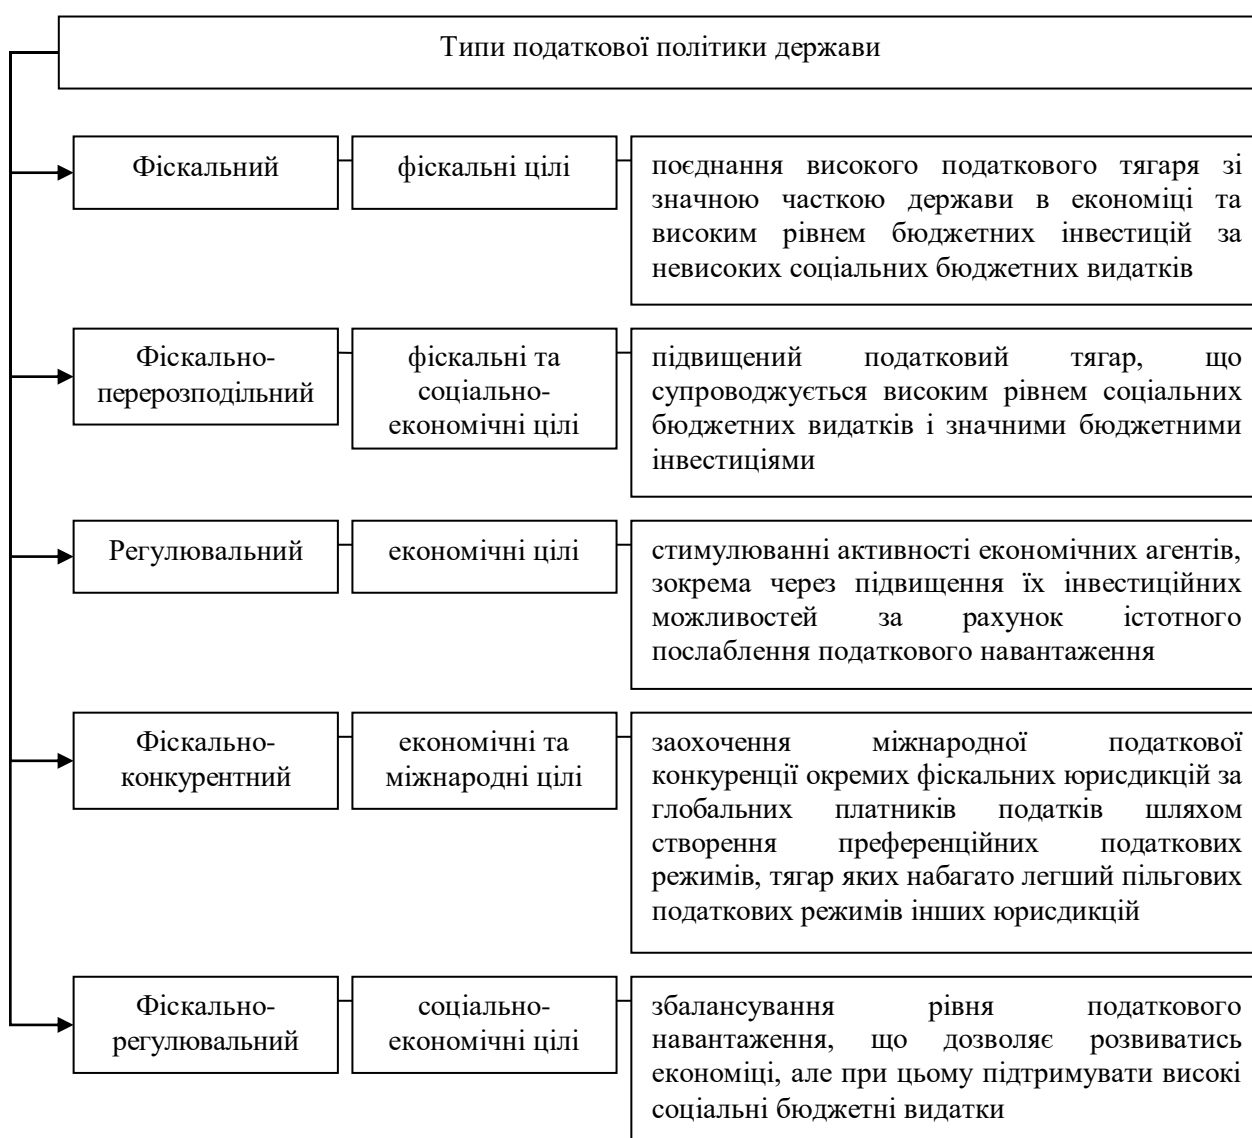 Типи податкової політики держави
Фіскальний
фіскальні цілі
поєднання високого податкового тягаря зі
значною часткою держави в економіці та
високим рівнем бюджетних інвестицій за
невисоких соціальних бюджетних видатків
Фіскально-
перерозподільний
фіскальні та
соціально-
економічні цілі
підвищений податковий тягар, що
супроводжується високим рівнем соціальних
бюджетних видатків і значними бюджетними
інвестиціями
Регулювальний
економічні цілі
стимулюванні активності економічних агентів,
зокрема через підвищення їх інвестиційних
можливостей за рахунок істотного
послаблення податкового навантаження
Фіскально-
конкурентний
економічні та
міжнародні цілі
заохочення міжнародної податкової
конкуренції окремих фіскальних юрисдикцій за
глобальних платників податків шляхом
створення преференційних податкових
режимів, тягар яких набагато легший пільгових
податкових режимів інших юрисдикцій
Фіскально-
регулювальний
соціально-
економічні цілі
збалансування рівня податкового
навантаження, що дозволяє розвиватись
економіці, але при цьому підтримувати високі
соціальні бюджетні видатки